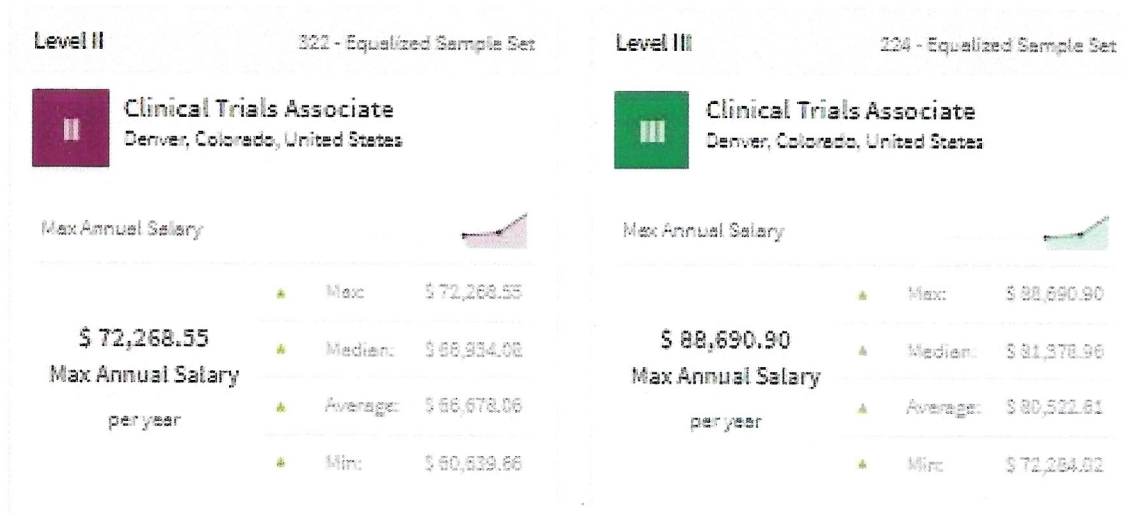 Level II
322 - Equalized Sample Set
II
Clinical Trials Associate
Denver, Colorado, United States
Max Annual Salary
Max: $ 72,268.55
Median: $ 66,934.08
$ 72,268.55
Max Annual Salary
Average: $ 66,678.06
per year
Min: $ 60,639.66
Level III
224 - Equalized Sample Set
III
Clinical Trials Associate
Denver, Colorado, United States
Max Annual Salary
Max: $ 88,690.90
$ 88,690.90
Median: $ 81,378.96
Max Annual Salary
Average: $ 80,522.61
per year
Min: $ 72,284.02